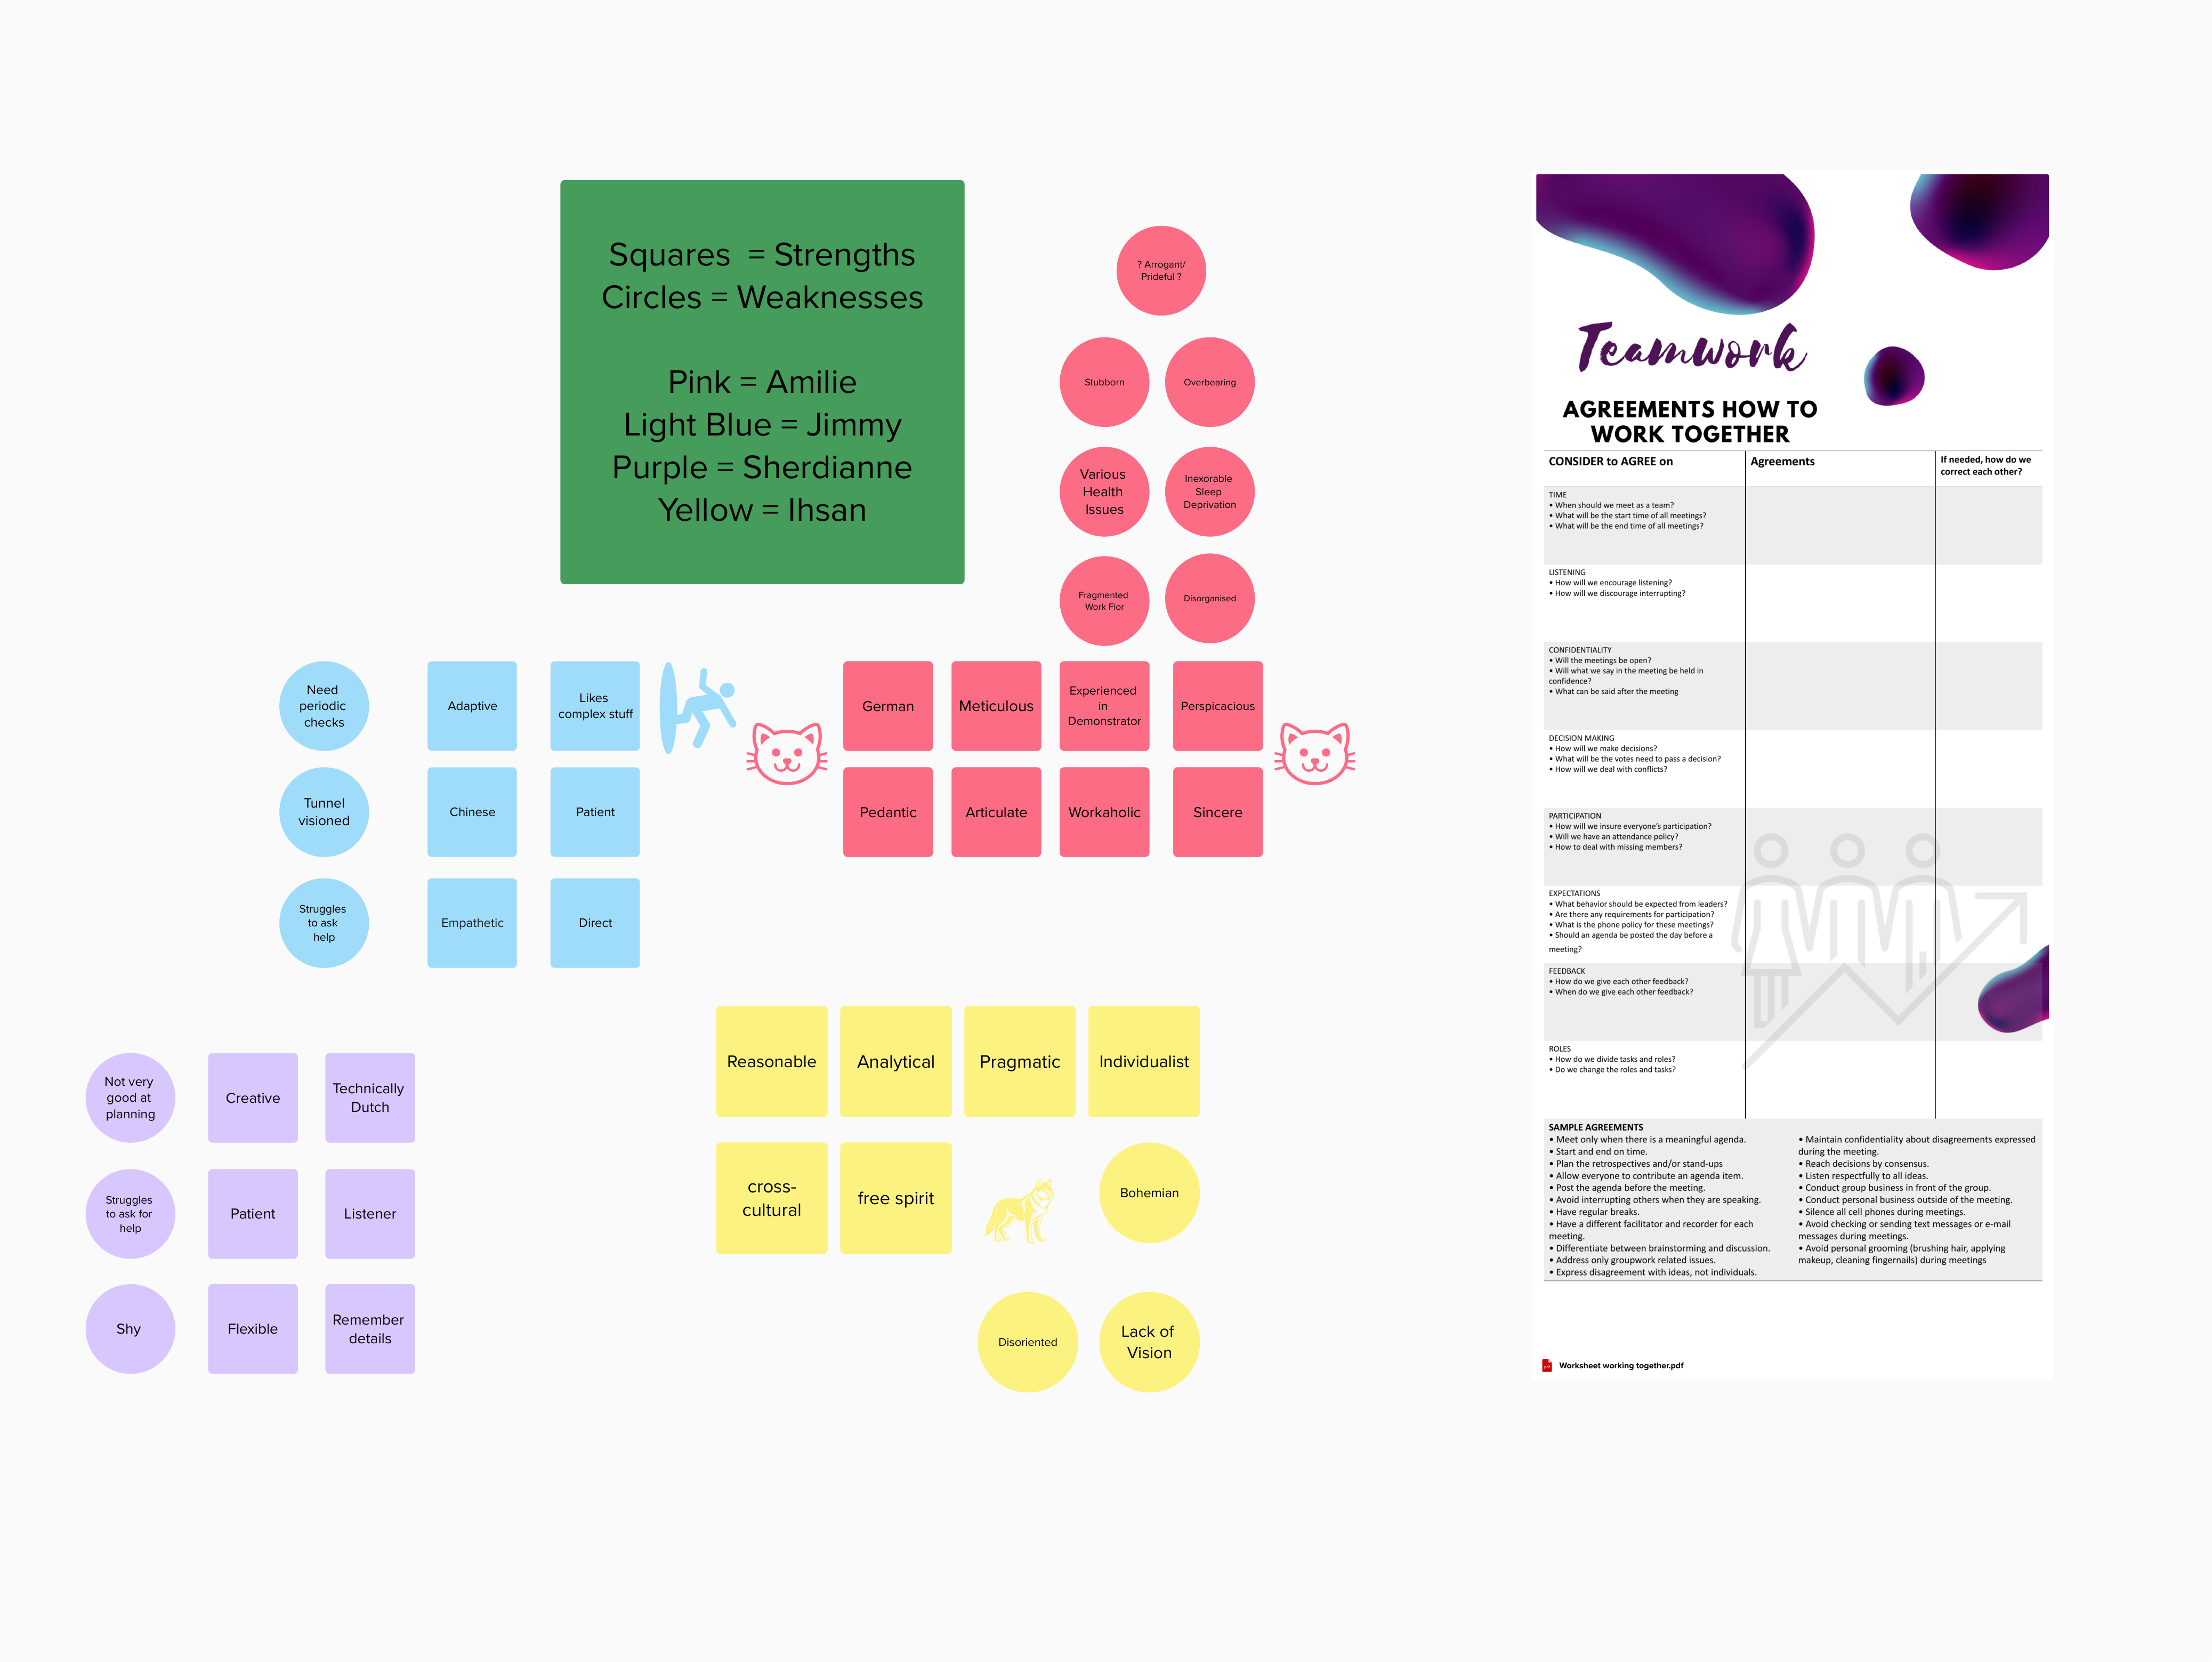 Squares = Strengths
Circles = Weaknesses
Pink = Amilie
Light Blue = Jimmy
Purple = Sherdianne
Yellow = Ihsan
? Arrogant/
Prideful ?
Stubborn
Overbearing
Various
Health
Issues
Inexorable
Sleep
Deprivation
Fragmented
Work Flor
Disorganised
Need
periodic
checks
Adaptive
Likes
complex stuff
Tunnel
visioned
Chinese
Patient
Struggles
to ask
help
Empathetic
Direct
German
Meticulous
Experienced
in
Demonstrator
Perspicacious
Pedantic
Articulate
Workaholic
Sincere
Not very
good at
planning
Creative
Technically
Dutch
Struggles
to ask for
help
Patient
Listener
Shy
Flexible
Remember
details
Reasonable
Analytical
Pragmatic
Individualist
cross-
cultural
free spirit
Bohemian
Disoriented
Lack of
Vision
Teamwork
AGREEMENTS HOW TO
WORK TOGETHER
CONSIDER to AGREE on
Agreements
If needed, how do we
correct each other?
TIME
• When should we meet as a team?
• What will be the start time of all meetings?
• What will be the end time of all meetings?
LISTENING
• How will we encourage listening?
• How will we discourage interrupting?
CONFIDENTIALITY
• Will the meetings be open?
• Will what we say in the meeting be held in
confidence?
• What can be said after the meeting
DECISION MAKING
• How will we make decisions?
• What will be the votes need to pass a decision?
• How will we deal with conflicts?
PARTICIPATION
• How will we insure everyone's participation?
• Will we have an attendance policy?
• How to deal with missing members?
EXPECTATIONS
• What behavior should be expected from leaders?
• Are there any requirements for participation?
• What is the phone policy for these meetings?
• Should an agenda be posted the day before a
meeting?
FEEDBACK
• How do we give each other feedback?
• When do we give each other feedback?
ROLES
• How do we divide tasks and roles?
• Do we change the roles and tasks?
SAMPLE AGREEMENTS
• Meet only when there is a meaningful agenda.
• Start and end on time.
• Plan the retrospectives and/or stand-ups
• Allow everyone to contribute an agenda item.
• Post the agenda before the meeting.
• Avoid interrupting others when they are speaking.
• Have regular breaks.
• Have a different facilitator and recorder for each
meeting.
• Differentiate between brainstorming and discussion.
• Address only groupwork related issues.
• Express disagreement with ideas, not individuals.
• Maintain confidentiality about disagreements expressed
during the meeting.
• Reach decisions by consensus.
• Listen respectfully to all ideas.
• Conduct group business in front of the group.
• Conduct personal business outside of the meeting.
• Silence all cell phones during meetings.
• Avoid checking or sending text messages or e-mail
messages during meetings.
• Avoid personal grooming (brushing hair, applying
makeup, cleaning fingernails) during meetings
Worksheet working together.pdf